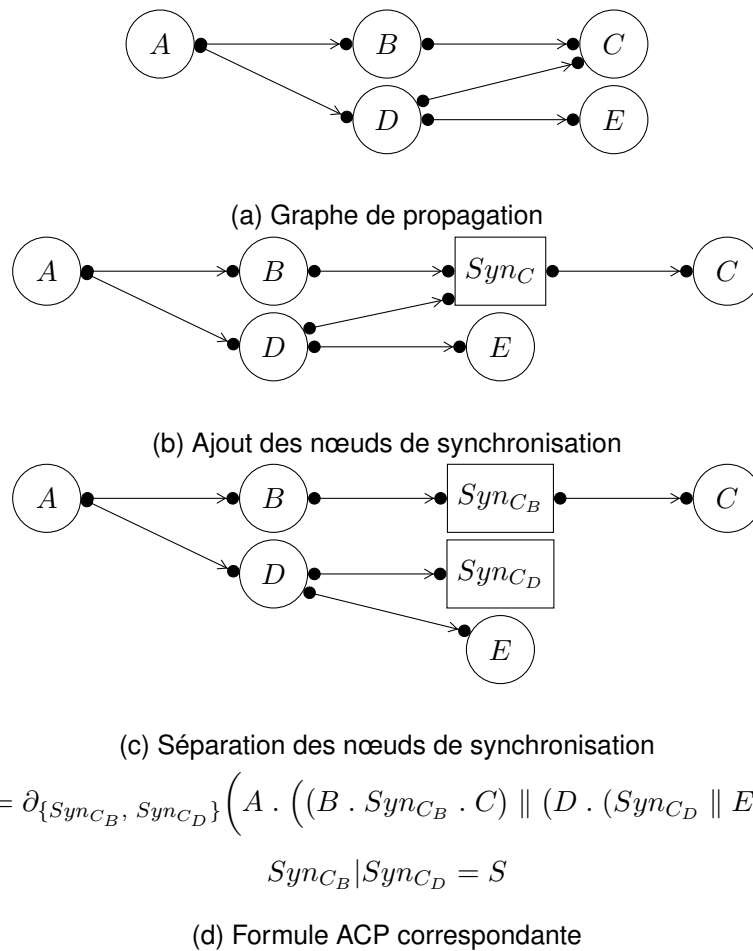 A B C
D E
(a) Graphe de propagation
A B Syn_C C
D E
(b) Ajout des nœuds de synchronisation
A B Syn_{C_B} C
D Syn_{C_D}
E
(c) Séparation des nœuds de synchronisation
= ∂_{{Syn_{C_B}, Syn_{C_D}}}(A . ((B . Syn_{C_B} . C) ∥ (D . (Syn_{C_D} ∥ E
Syn_{C_B}|Syn_{C_D} = S
(d) Formule ACP correspondante